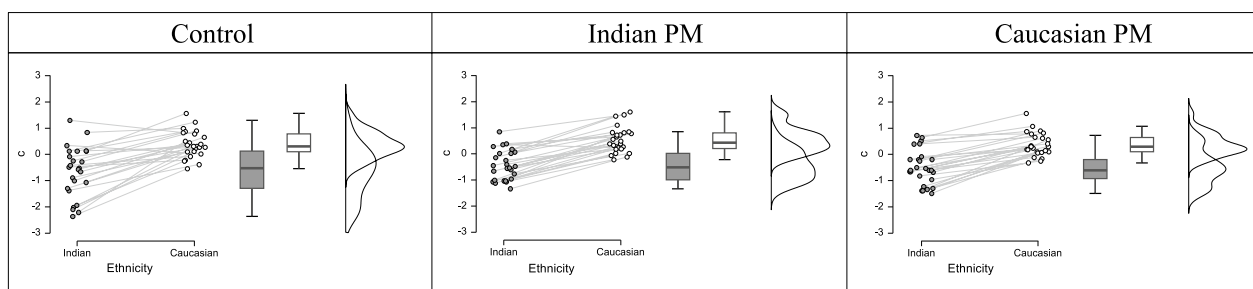 Control
Indian PM
Caucasian PM
3
2
1
0
-1
-2
-3
c
Indian
Caucasian
Ethnicity
3
2
1
0
-1
-2
-3
c
Indian
Caucasian
Ethnicity
3
2
1
0
-1
-2
-3
c
Indian
Caucasian
Ethnicity